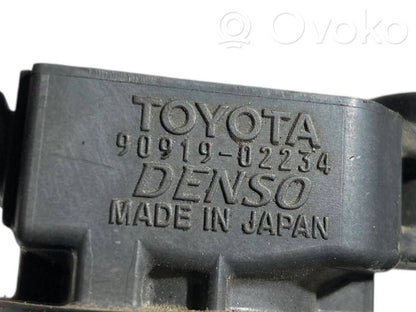 Ovoko
TOYOTA
90919-02234
DENSO
MADE IN JAPAN